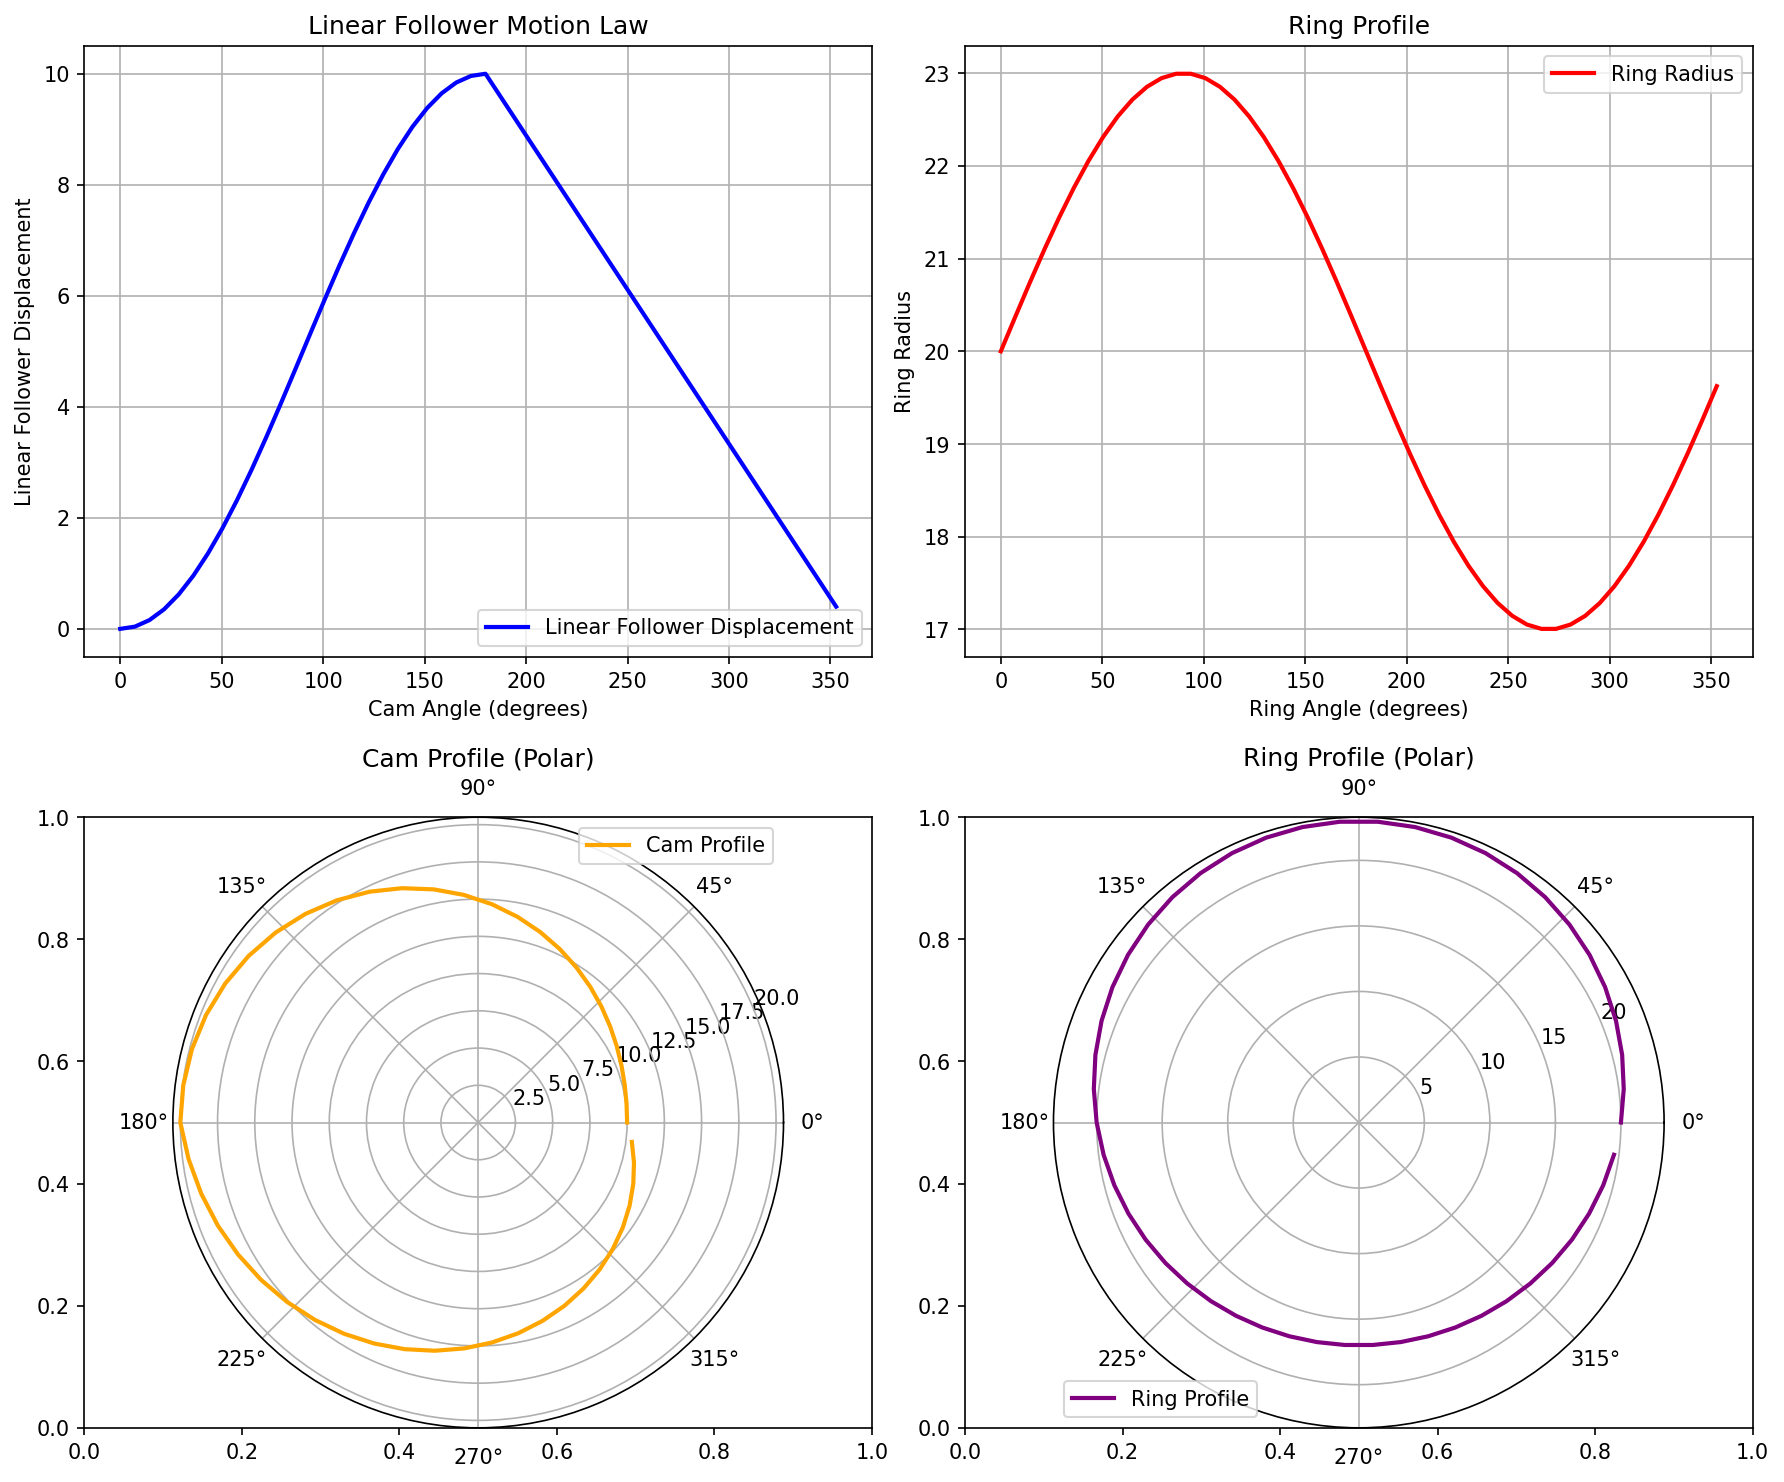 Linear Follower Motion Law
Linear Follower Displacement
10
8
6
4
2
0
Linear Follower Displacement
0 50 100 150 200 250 300 350
Cam Angle (degrees)
Ring Profile
Ring Radius
23
22
21
20
19
18
17
Ring Radius
0 50 100 150 200 250 300 350
Ring Angle (degrees)
Cam Profile (Polar)
90°
1.0
0.8
0.6
0.4
0.2
0.0
Cam Profile
135° 45°
20.0
17.5
15.0
12.5
10.0
7.5
5.0
2.5
180° 0°
225° 315°
0.0 0.2 0.4 0.6 0.8 1.0
270°
Ring Profile (Polar)
90°
1.0
0.8
0.6
0.4
0.2
0.0
135° 45°
20
15
10
5
180° 0°
225° 315°
Ring Profile
0.0 0.2 0.4 0.6 0.8 1.0
270°